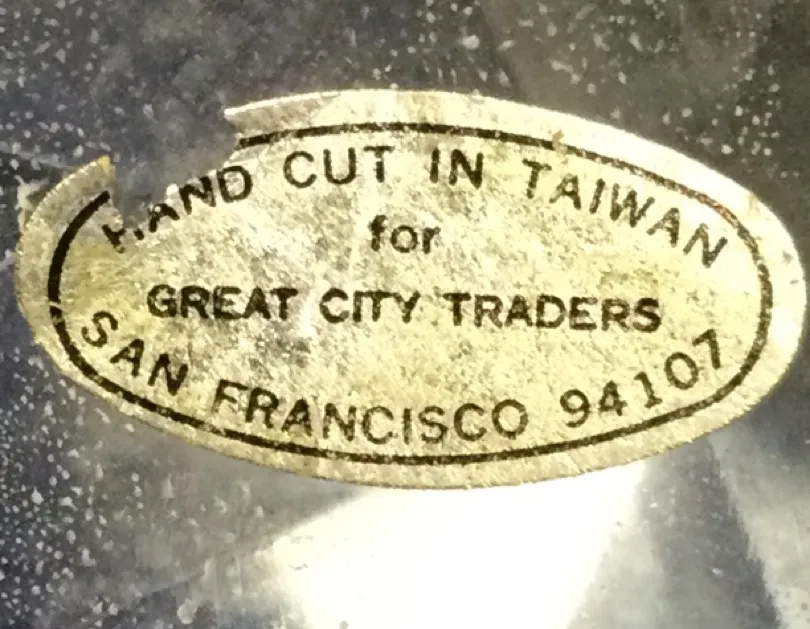 HAND CUT IN TAIWAN
for
GREAT CITY TRADERS
SAN FRANCISCO 94107